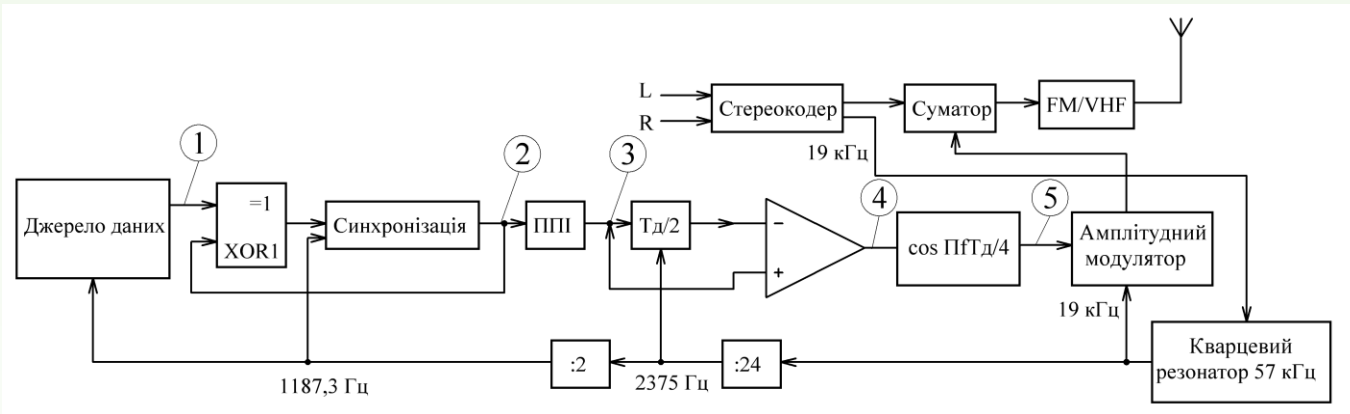 L
R
Стереокодер
Суматор
FM/VHF
19 кГц
1
2
3
4
5
Джерело даних
=1
XOR1
Синхронізація
ППІ
Тд/2
−
+
cos ПfТд/4
Амплітудний
модулятор
19 кГц
Кварцевий
резонатор 57 кГц
:2
:24
1187,3 Гц
2375 Гц